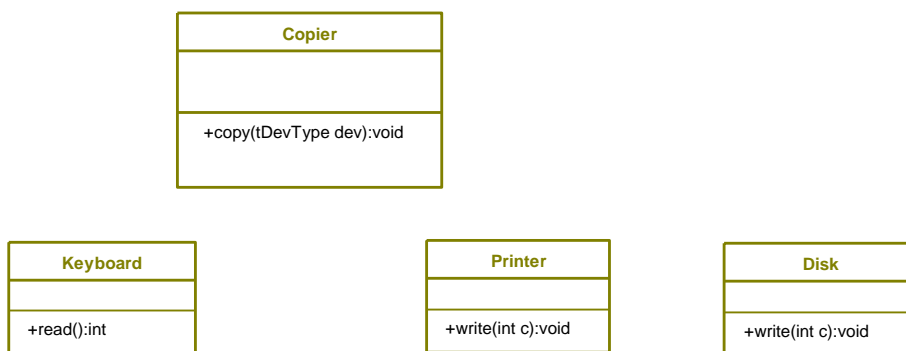 Copier
+copy(tDevType dev):void
Keyboard
+read():int
Printer
+write(int c):void
Disk
+write(int c):void